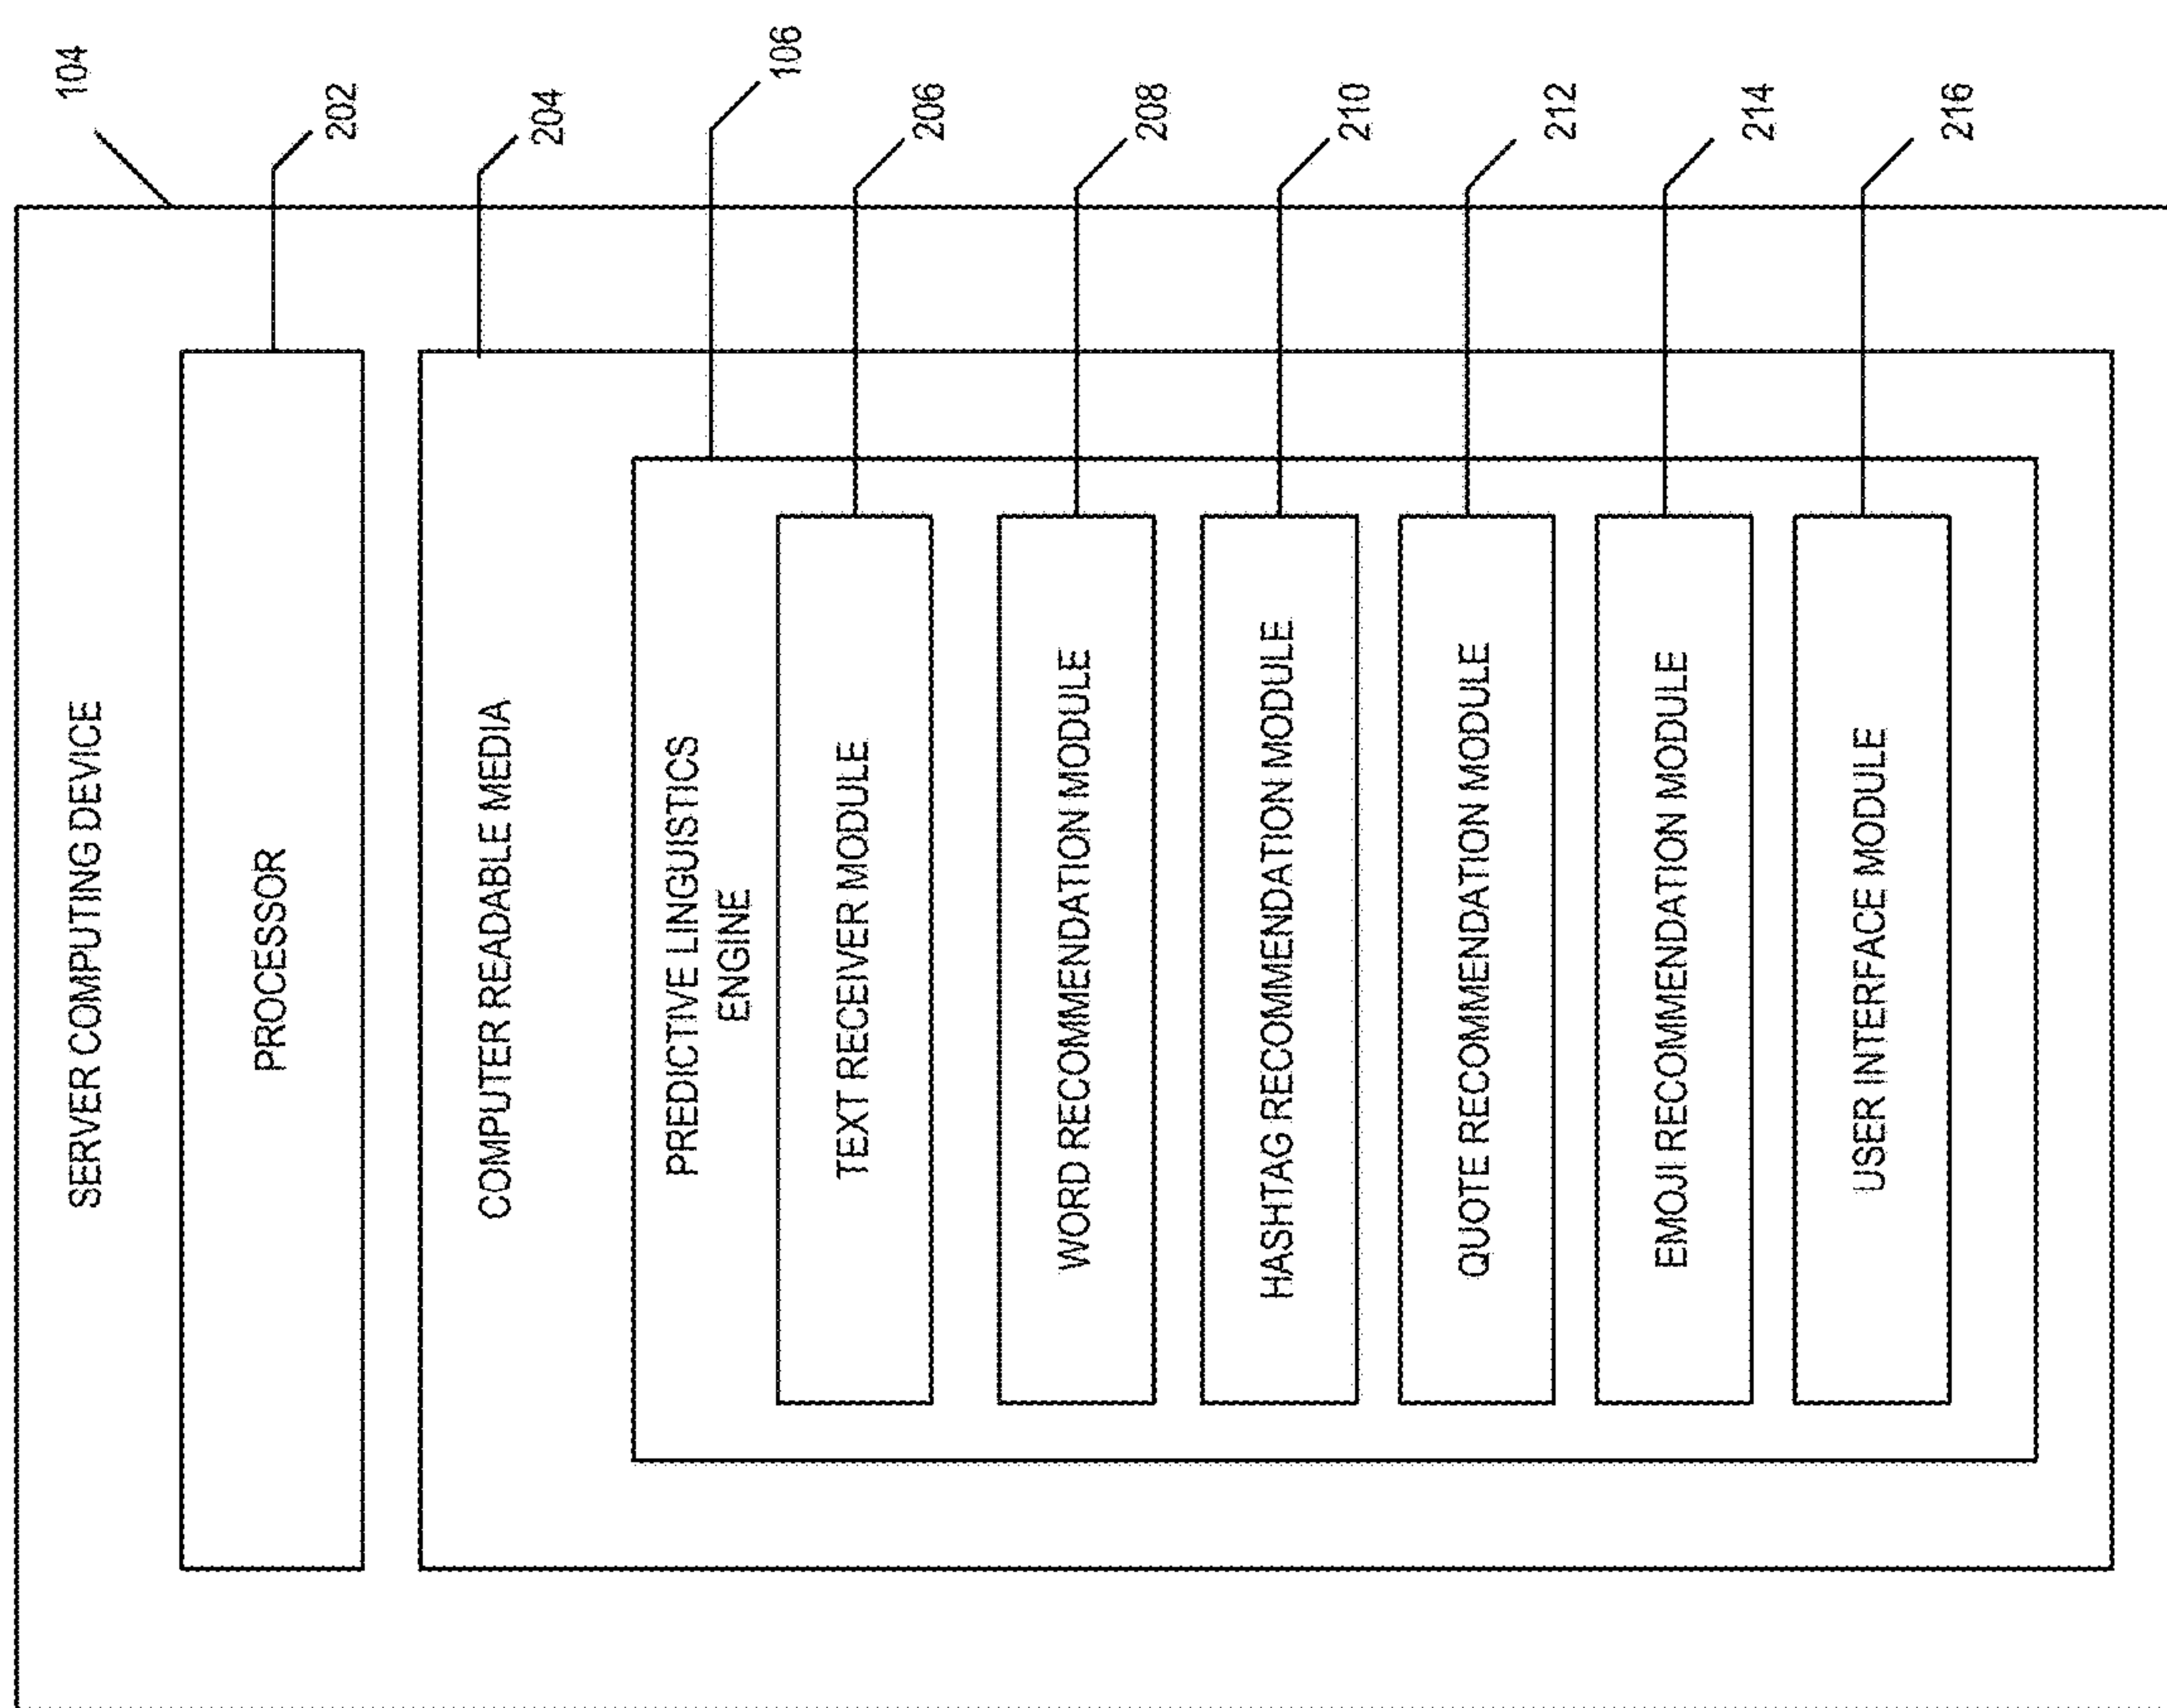 SERVER COMPUTING DEVICE
104
PROCESSOR
202
COMPUTER READABLE MEDIA
204
PREDICTIVE LINGUISTICS
ENGINE
106
TEXT RECEIVER MODULE
206
WORD RECOMMENDATION MODULE
208
HASHTAG RECOMMENDATION MODULE
210
QUOTE RECOMMENDATION MODULE
212
EMOJI RECOMMENDATION MODULE
214
USER INTERFACE MODULE
216